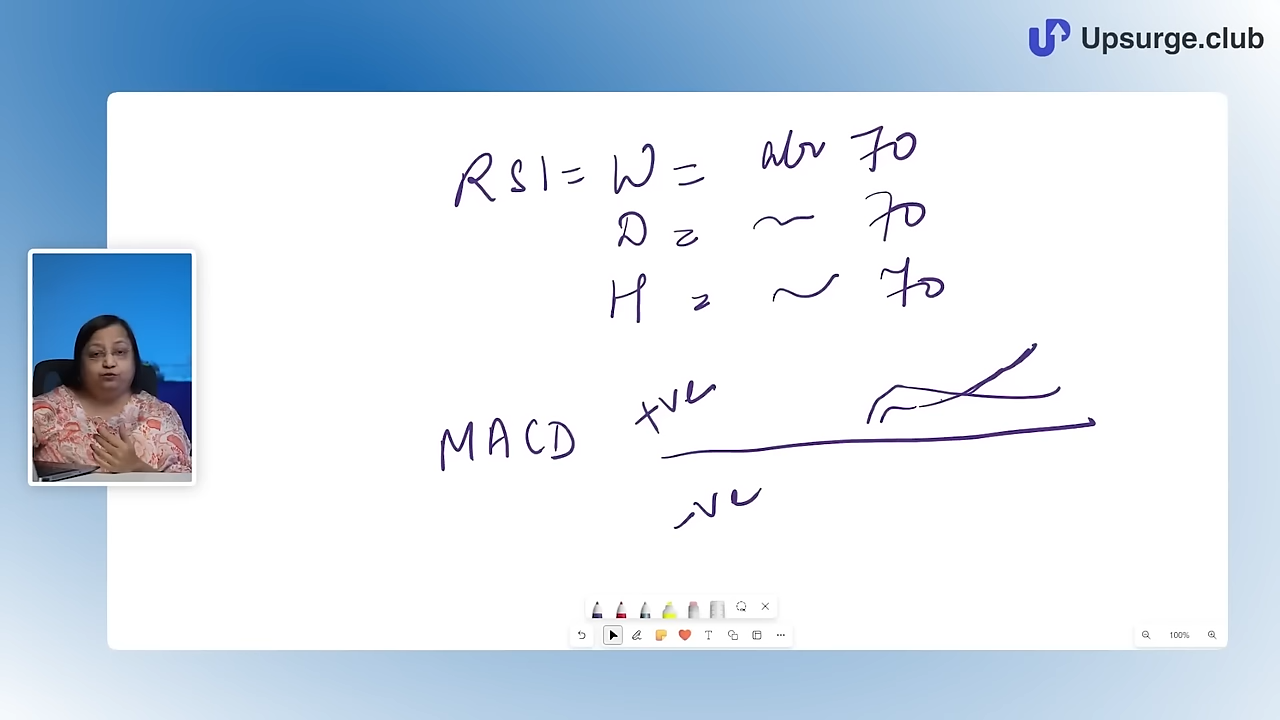 Upsurge.club
RSI = W = abv 70
D = ~ 70
H = ~ 70
MACD +ve
-ve
100%